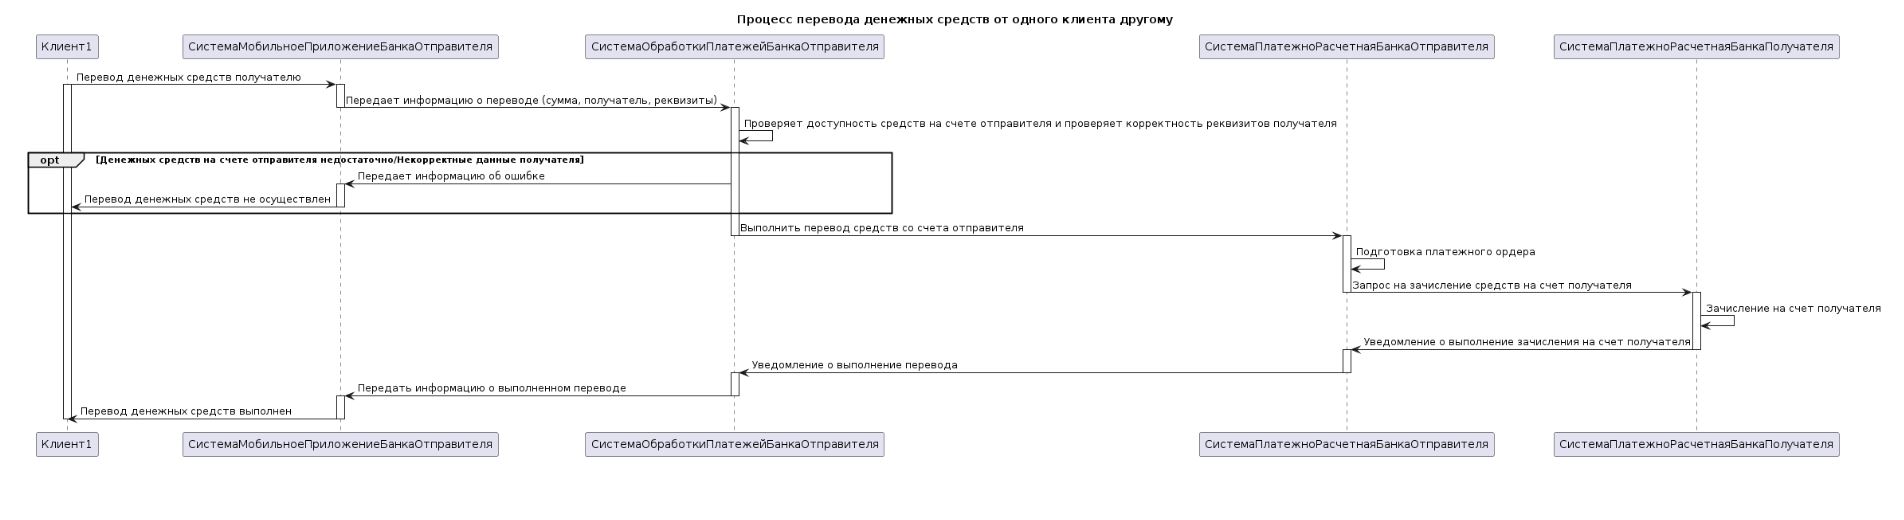 Процесс перевода денежных средств от одного клиента другому
Клиент1
СистемаМобильноеПриложениеБанкаОтправителя
СистемаОбработкиПлатежейБанкаОтправителя
СистемаПлатежноРасчетнаяБанкаОтправителя
СистемаПлатежноРасчетнаяБанкаПолучателя
Перевод денежных средств получателю
Передает информацию о переводе (сумма, получатель, реквизиты)
Проверяет доступность средств на счете отправителя и проверяет корректность реквизитов получателя
opt
[Денежных средств на счете отправителя недостаточно/Некорректные данные получателя]
Передает информацию об ошибке
Перевод денежных средств не осуществлен
Выполнить перевод средств со счета отправителя
Подготовка платежного ордера
Запрос на зачисление средств на счет получателя
Зачисление на счет получателя
Уведомление о выполнение зачисления на счет получателя
Уведомление о выполнение перевода
Передать информацию о выполненном переводе
Перевод денежных средств выполнен
Клиент1
СистемаМобильноеПриложениеБанкаОтправителя
СистемаОбработкиПлатежейБанкаОтправителя
СистемаПлатежноРасчетнаяБанкаОтправителя
СистемаПлатежноРасчетнаяБанкаПолучателя